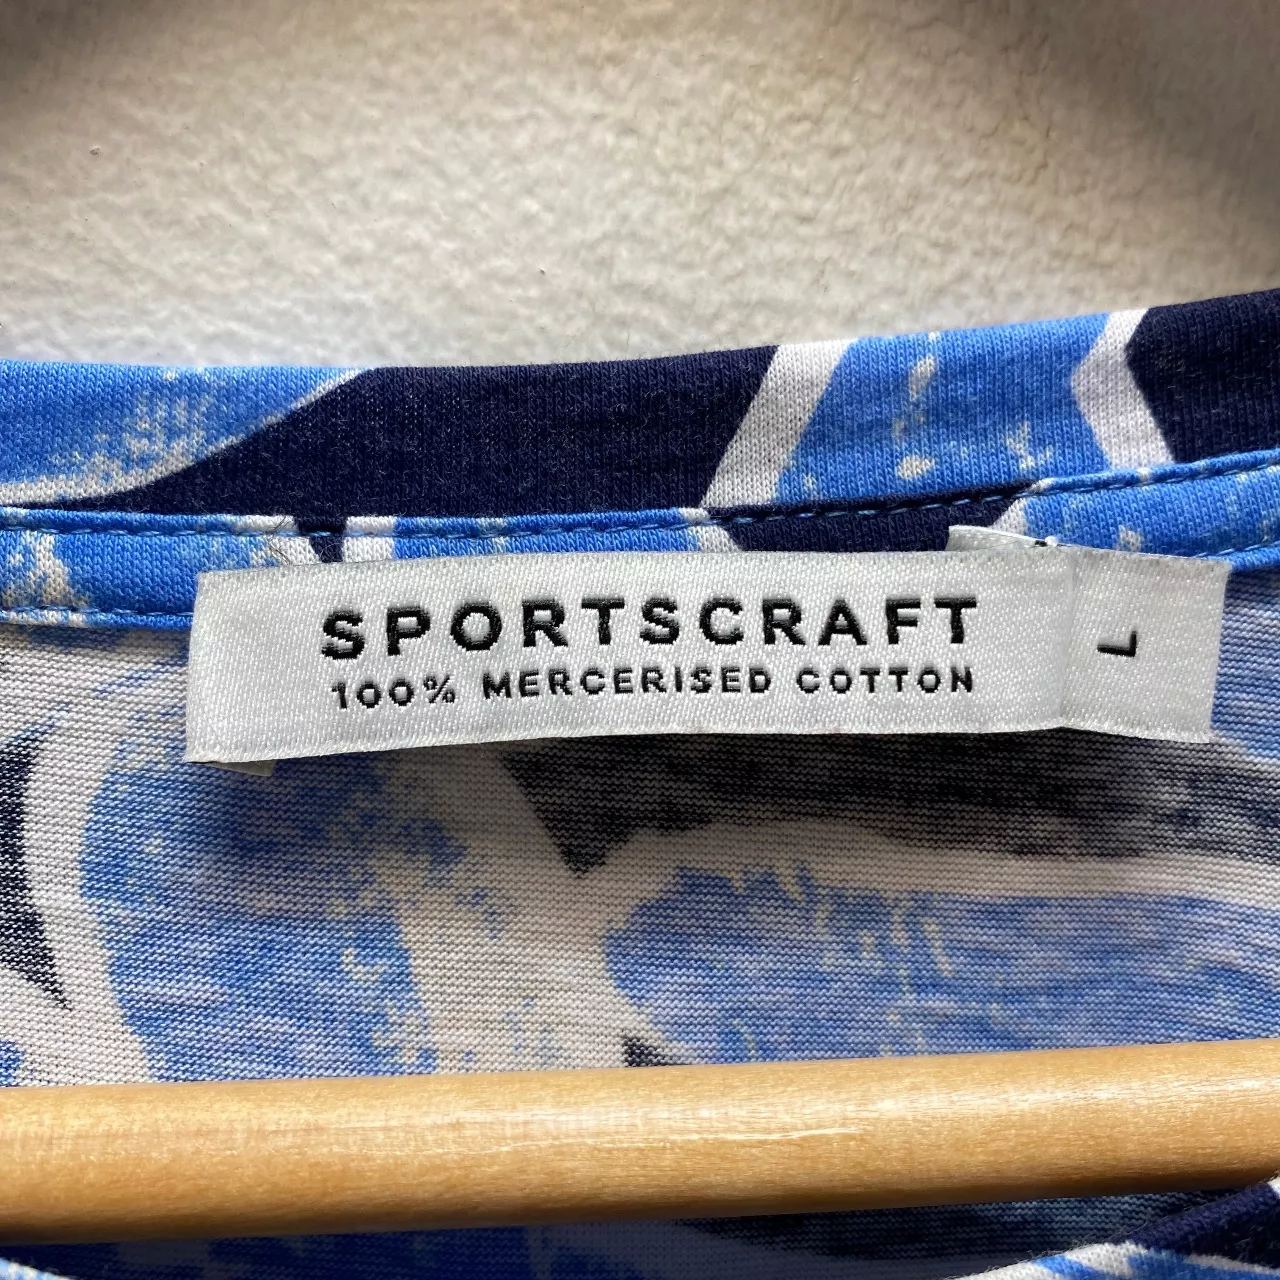 SPORTSCRAFT
100% MERCERISED COTTON
L